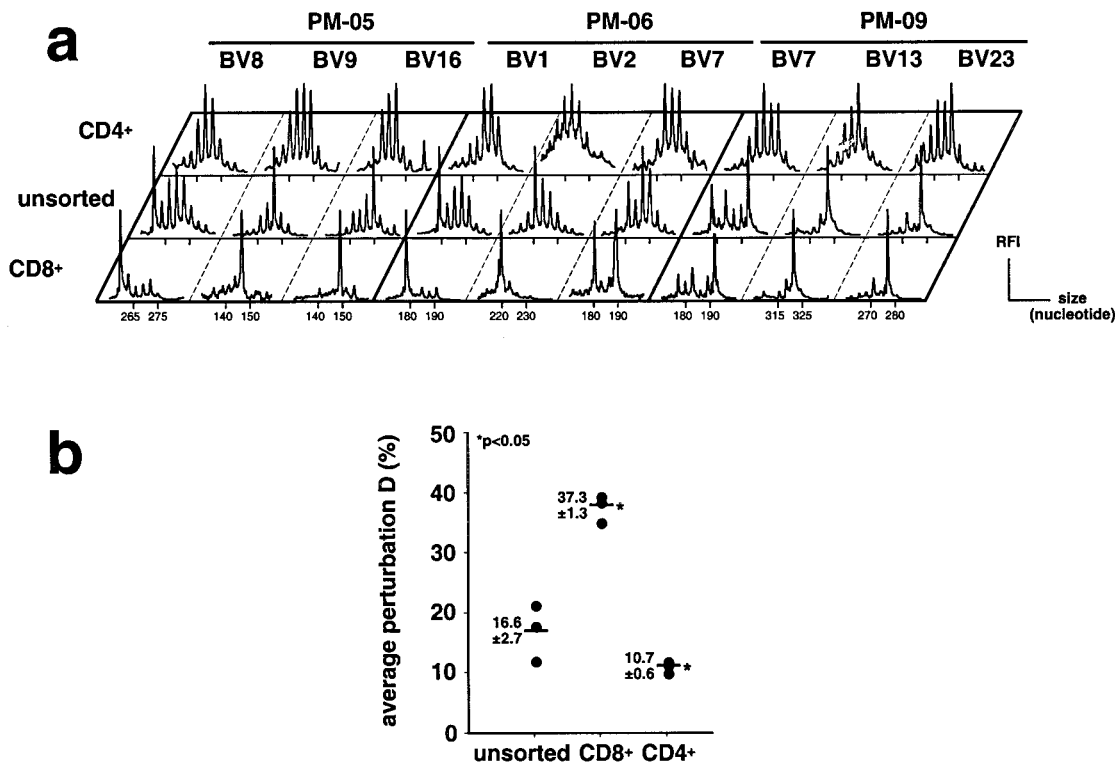 a
PM-05 PM-06 PM-09
BV8 BV9 BV16 BV1 BV2 BV7 BV7 BV13 BV23
CD4+
unsorted
CD8+
RFI
size
(nucleotide)
265 275 140 150 140 150 180 190 220 230 180 190 180 190 315 325 270 280
b
average perturbation D (%)
50
40
30
20
10
0
*p<0.05
37.3
±1.3
*
16.6
±2.7
10.7
±0.6
*
unsorted CD8+ CD4+